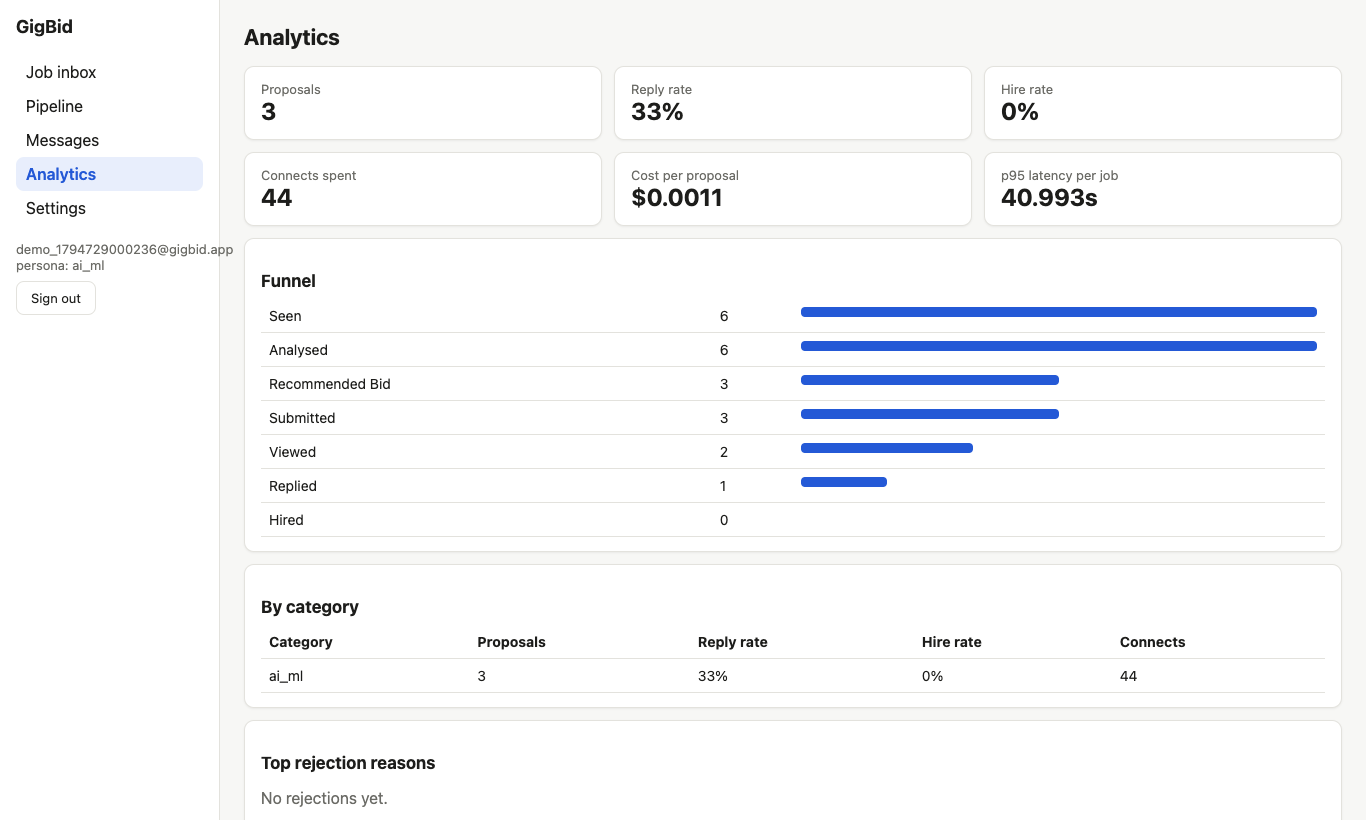 GigBid
Job inbox
Pipeline
Messages
Analytics
Settings
demo_1794729000236@gigbid.app
persona: ai_ml
Sign out
Analytics
Proposals
3
Reply rate
33%
Hire rate
0%
Connects spent
44
Cost per proposal
$0.0011
p95 latency per job
40.993s
Funnel
Seen 6
Analysed 6
Recommended Bid 3
Submitted 3
Viewed 2
Replied 1
Hired 0
By category
Category Proposals Reply rate Hire rate Connects
ai_ml 3 33% 0% 44
Top rejection reasons
No rejections yet.